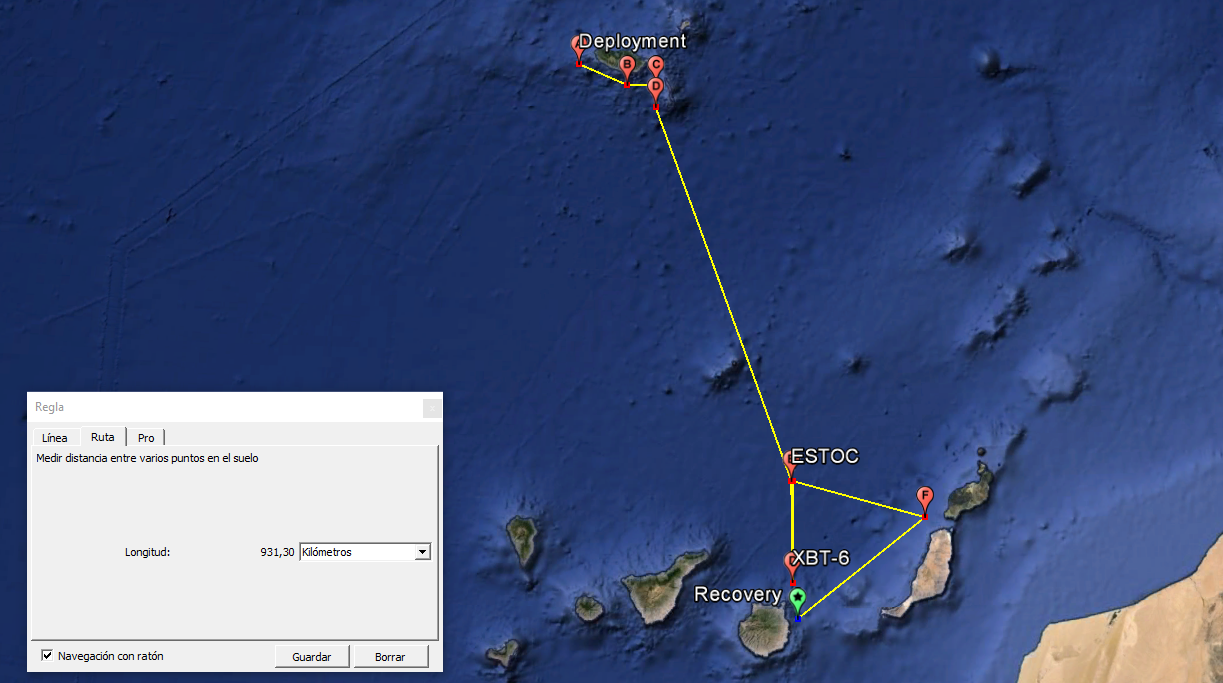 Deployment
B
C
D
ESTOC
F
XBT-6
Recovery
Regla
Línea
Ruta
Pro
Medir distancia entre varios puntos en el suelo
Longitud: 931,30 Kilómetros
Navegación con ratón
Guardar
Borrar